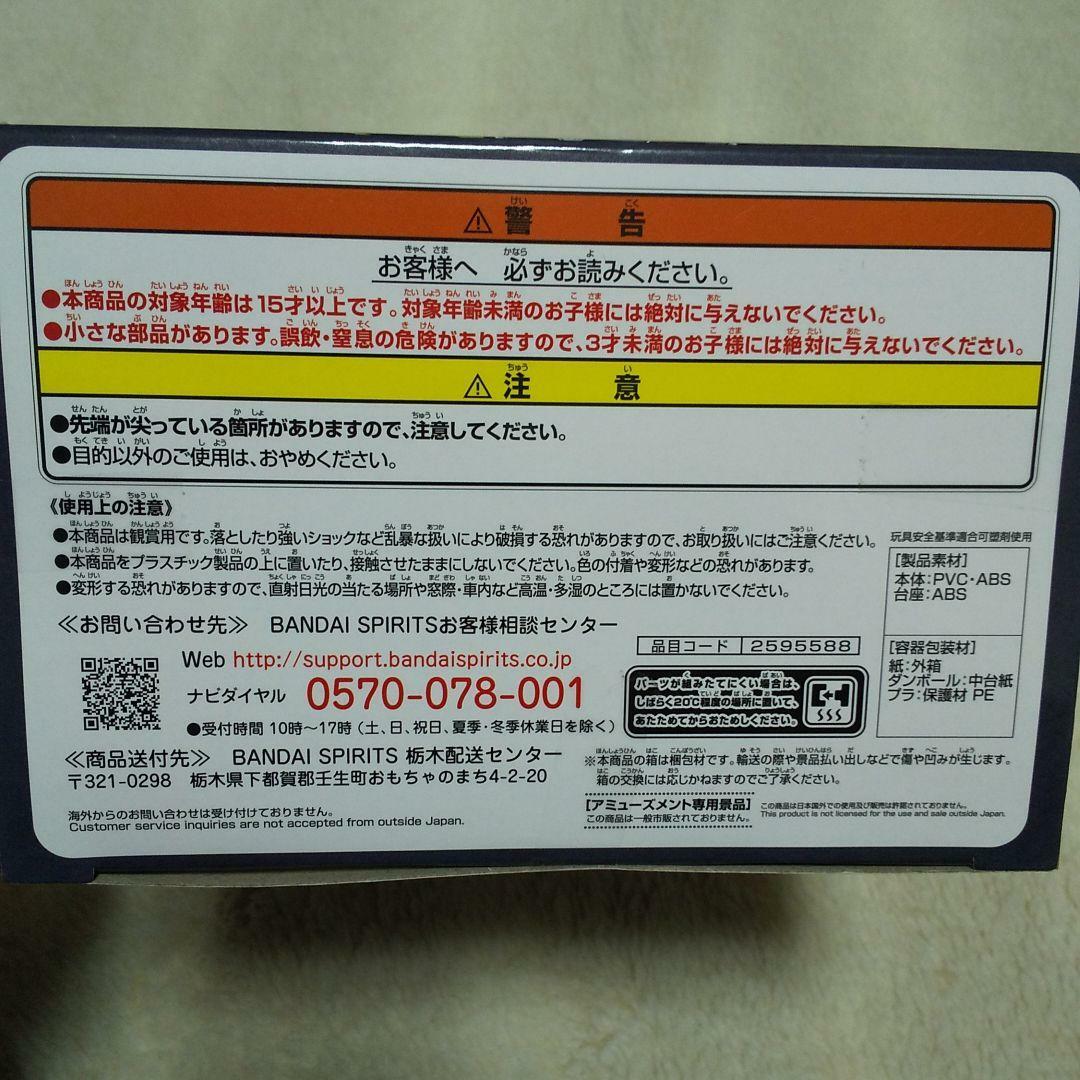 ⚠警告
お客様へ 必ずお読みください。
●本商品の対象年齢は15才以上です。対象年齢未満のお子様には絶対に与えないでください。
●小さな部品があります。誤飲・窒息の危険がありますので、3才未満のお子様には絶対に与えないでください。
⚠注意
●先端が尖っている箇所がありますので、注意してください。
●目的以外のご使用は、おやめください。
《使用上の注意》
●本商品は観賞用です。落としたり強いショックなど乱暴な扱いにより破損する恐れがありますので、お取り扱いにはご注意ください。
●本商品をプラスチック製品の上に置いたり、接触させたままにしないでください。色の付着や変形などの恐れがあります。
●変形する恐れがありますので、直射日光の当たる場所や窓際・車内など高温・多湿のところには置かないでください。
玩具安全基準適合可塑剤使用
[製品素材]
本体:PVC・ABS
台座:ABS
[容器包装材]
紙:外箱
ダンボール:中台紙
プラ:保護材 PE
≪お問い合わせ先≫ BANDAI SPIRITSお客様相談センター
Web http://support.bandaispirits.co.jp
ナビダイヤル 0570-078-001
●受付時間 10時〜17時(土、日、祝日、夏季・冬季休業日を除く)
品目コード 2595588
パーツが組みたてにくい場合は、
しばらく20℃程度の場所に置いて、
あたためてからおためしください。
≪商品送付先≫ BANDAI SPIRITS 栃木配送センター
〒321-0298 栃木県下都賀郡壬生町おもちゃのまち4-2-20
※本商品の箱は梱包材です。輸送の際や景品払い出しなどで傷や凹みが生じます。
箱の交換には応じかねますのでご了承ください。
海外からのお問い合わせは受け付けておりません。
Customer service inquiries are not accepted from outside Japan.
[アミューズメント専用景品]
この商品は一般市販されておりません。
この商品は日本国外での使用及び販売は許諾されておりません。
This product is not licensed for the use and sale outside Japan.